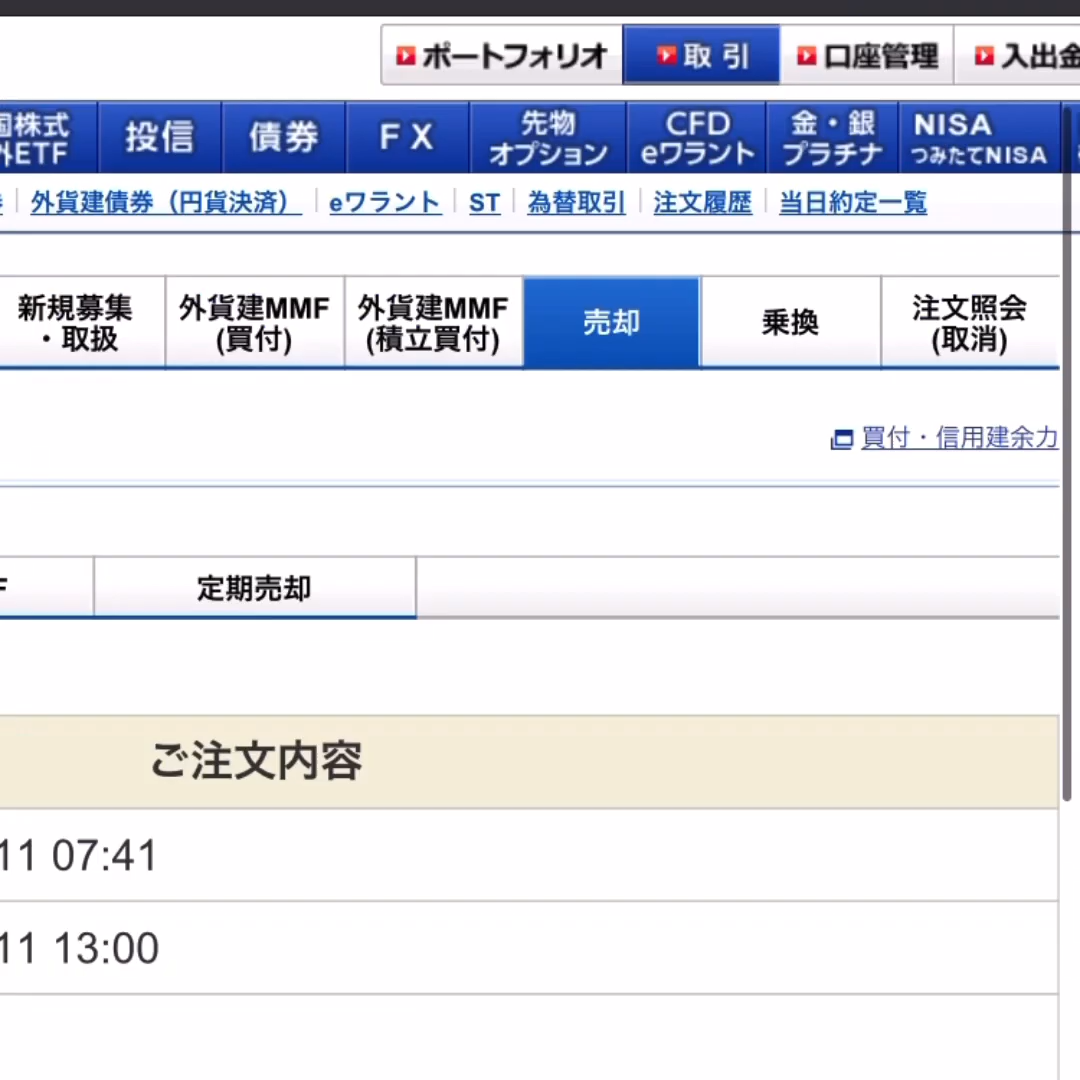 ポートフォリオ 取引 口座管理 入出金
国株式 投信 債券 FX 先物 CFD 金・銀 NISA
外ETF オプション eワラント プラチナ つみたてNISA
外貨建債券（円貨決済） eワラント ST 為替取引 注文履歴 当日約定一覧
新規募集 外貨建MMF 外貨建MMF 売却 乗換 注文照会
・取扱 (買付) (積立買付) (取消)
買付・信用建余力
F 定期売却
ご注文内容
11 07:41
11 13:00